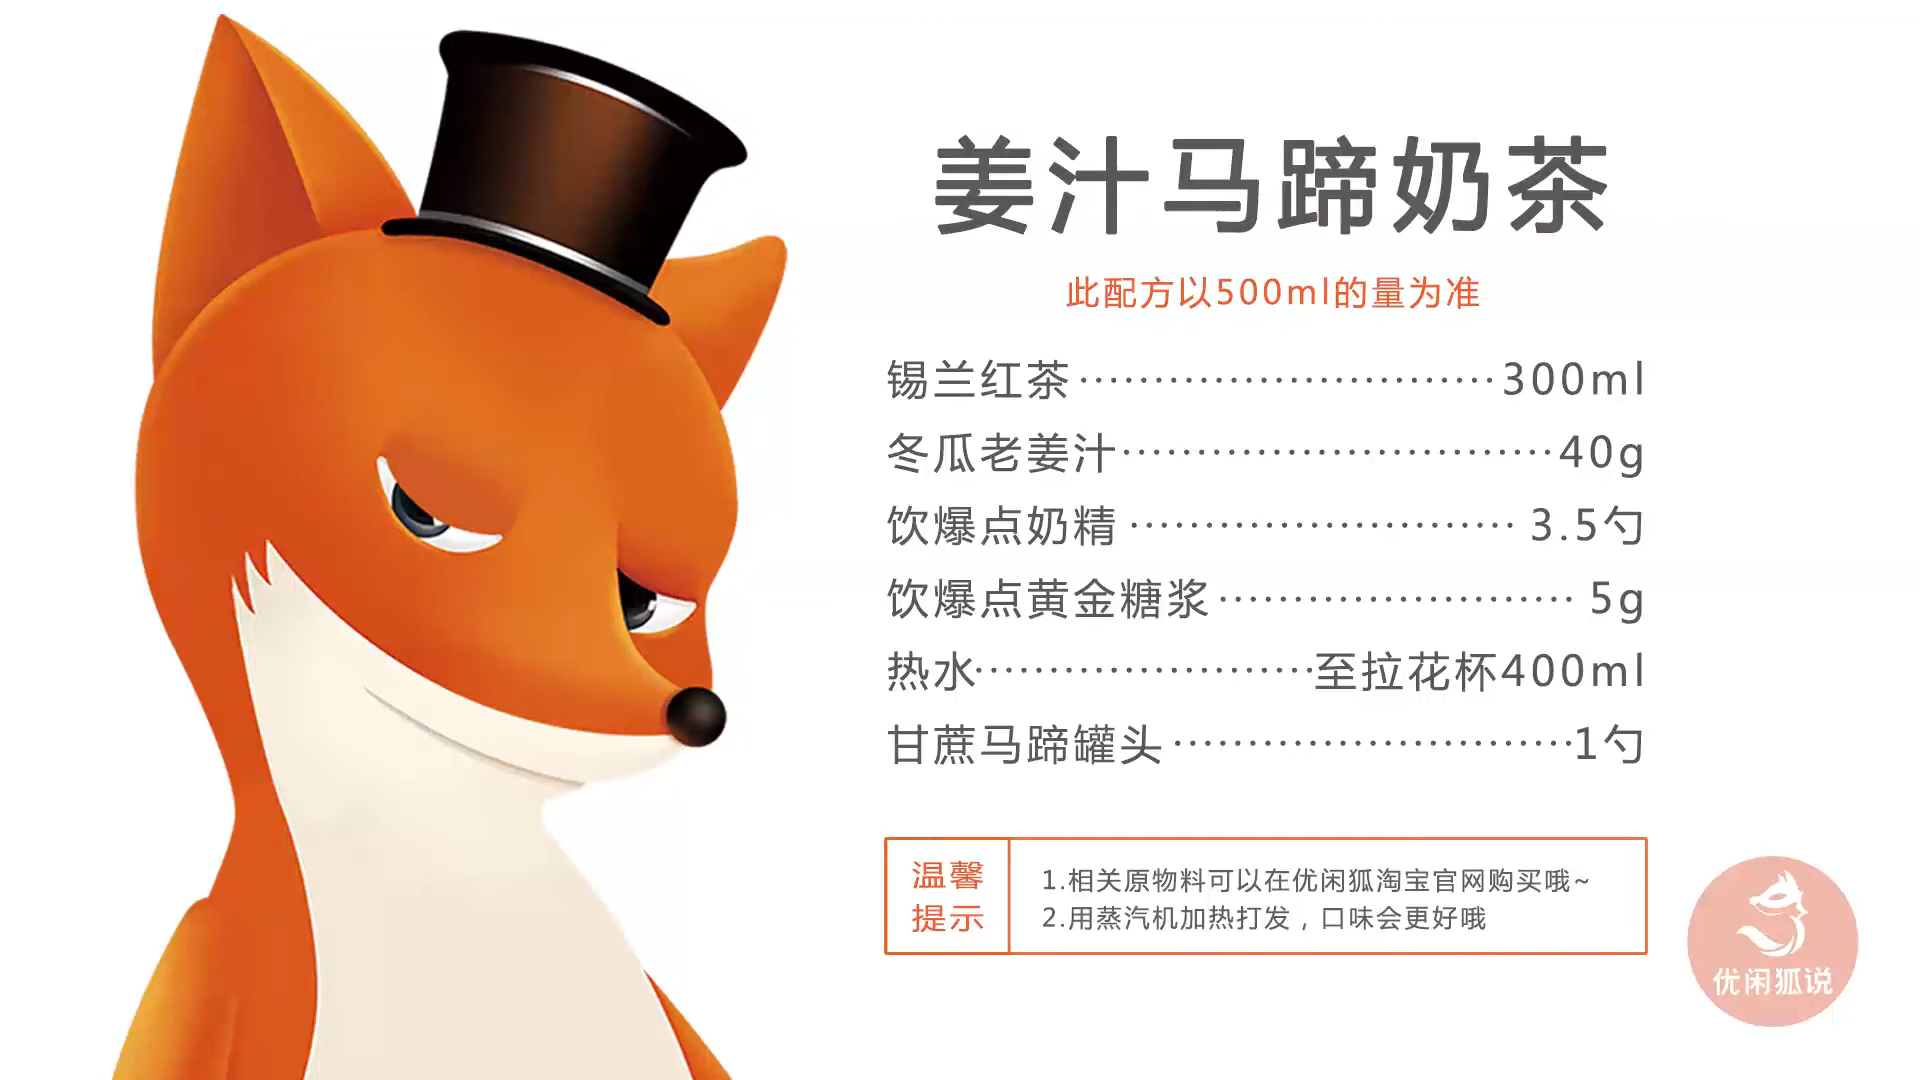 姜汁马蹄奶茶
此配方以500ml的量为准
锡兰红茶····························300ml
冬瓜老姜汁·····························40g
饮爆点奶精 ·························· 3.5勺
饮爆点黄金糖浆························ 5g
热水·······················至拉花杯400ml
甘蔗马蹄罐头 ···························1勺
温馨
提示
1.相关原物料可以在优闲狐淘宝官网购买哦~
2.用蒸汽机加热打发，口味会更好哦
优闲狐说